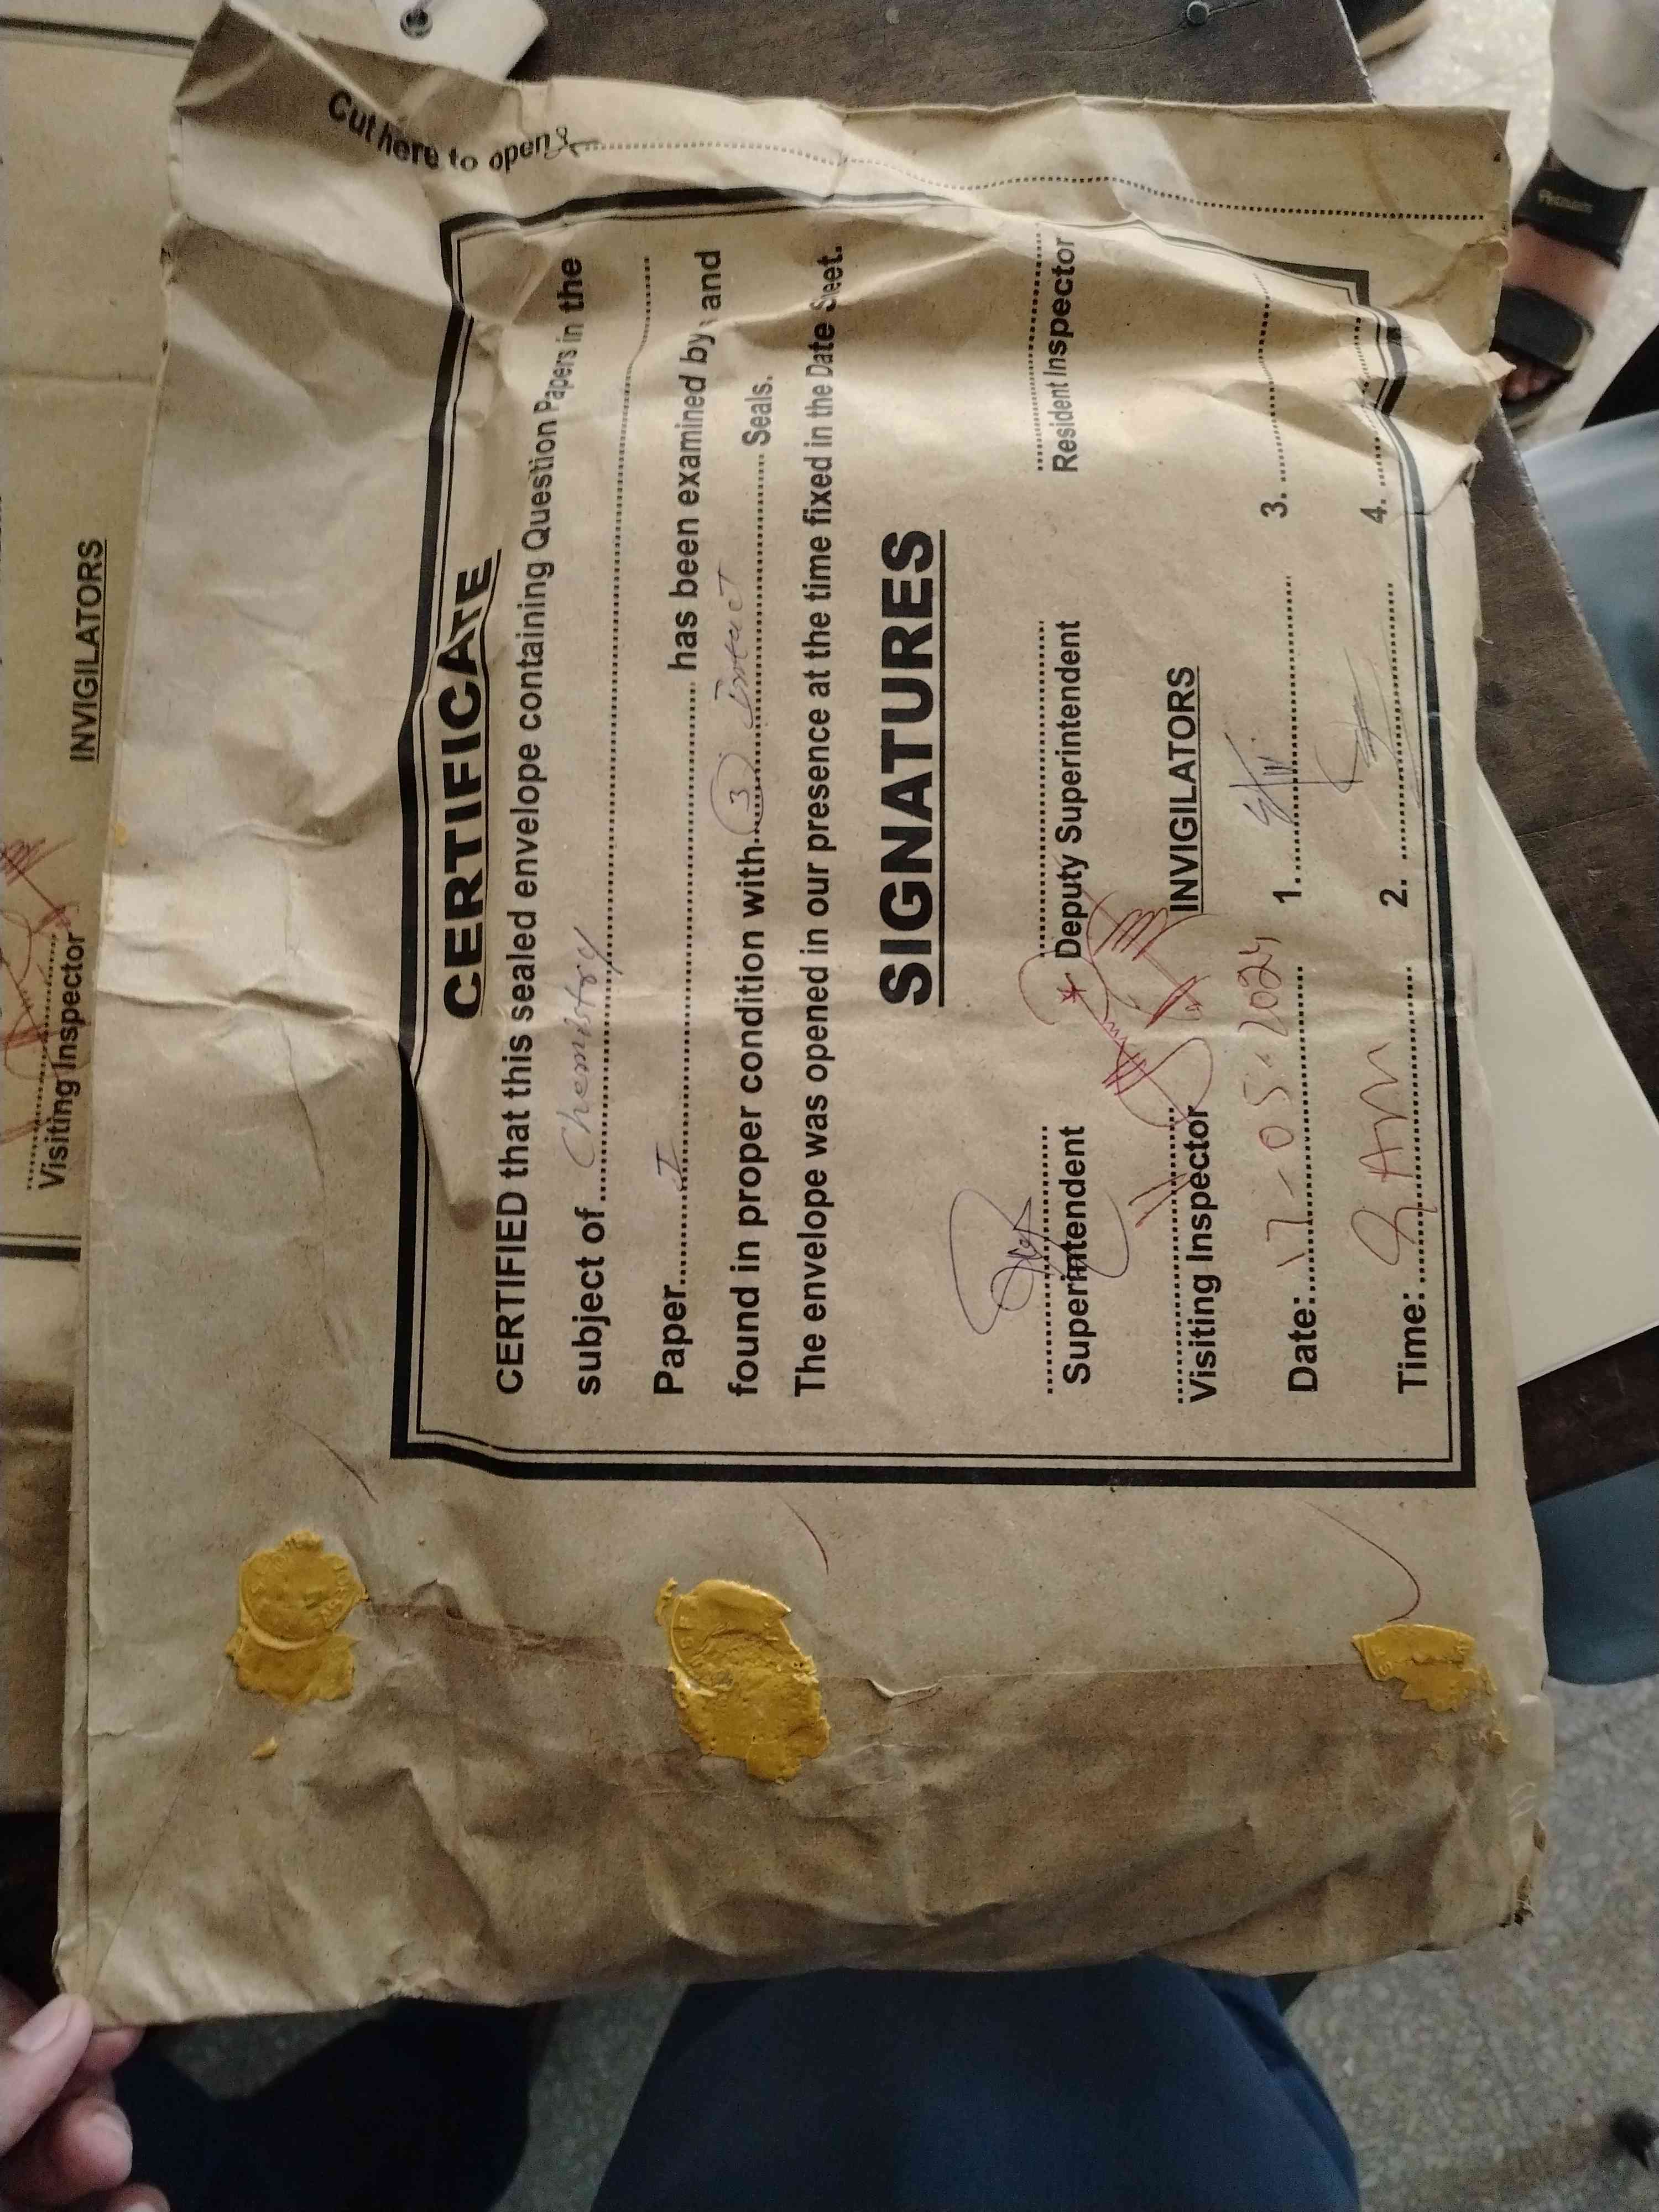 Cut here to open
CERTIFICATE
CERTIFIED that this sealed envelope containing Question Papers in the
subject of Chemistry
Paper I has been examined by and
found in proper condition with 3 Intact Seals.
The envelope was opened in our presence at the time fixed in the Date Sheet.
SIGNATURES
Superintendent Deputy Superintendent Resident Inspector
Visiting Inspector INVIGILATORS
Date: 17-05-2024 1. 3.
Time: 9 AM 2. 4.
INVIGILATORS
Visiting Inspector